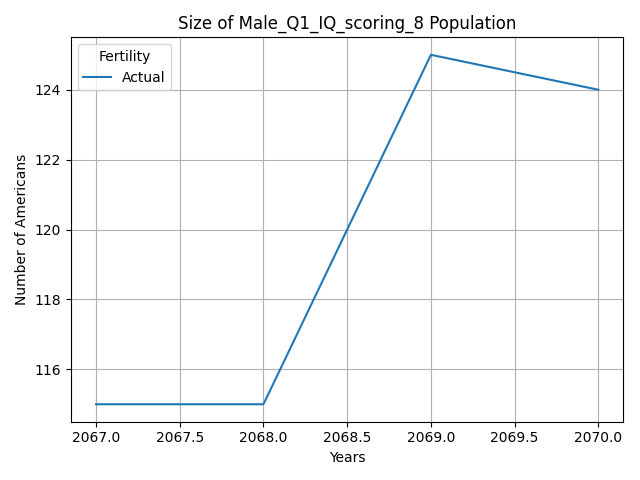 Size of Male_Q1_IQ_scoring_8 Population
Fertility
Actual
Number of Americans
124
122
120
118
116
2067.0 2067.5 2068.0 2068.5 2069.0 2069.5 2070.0
Years